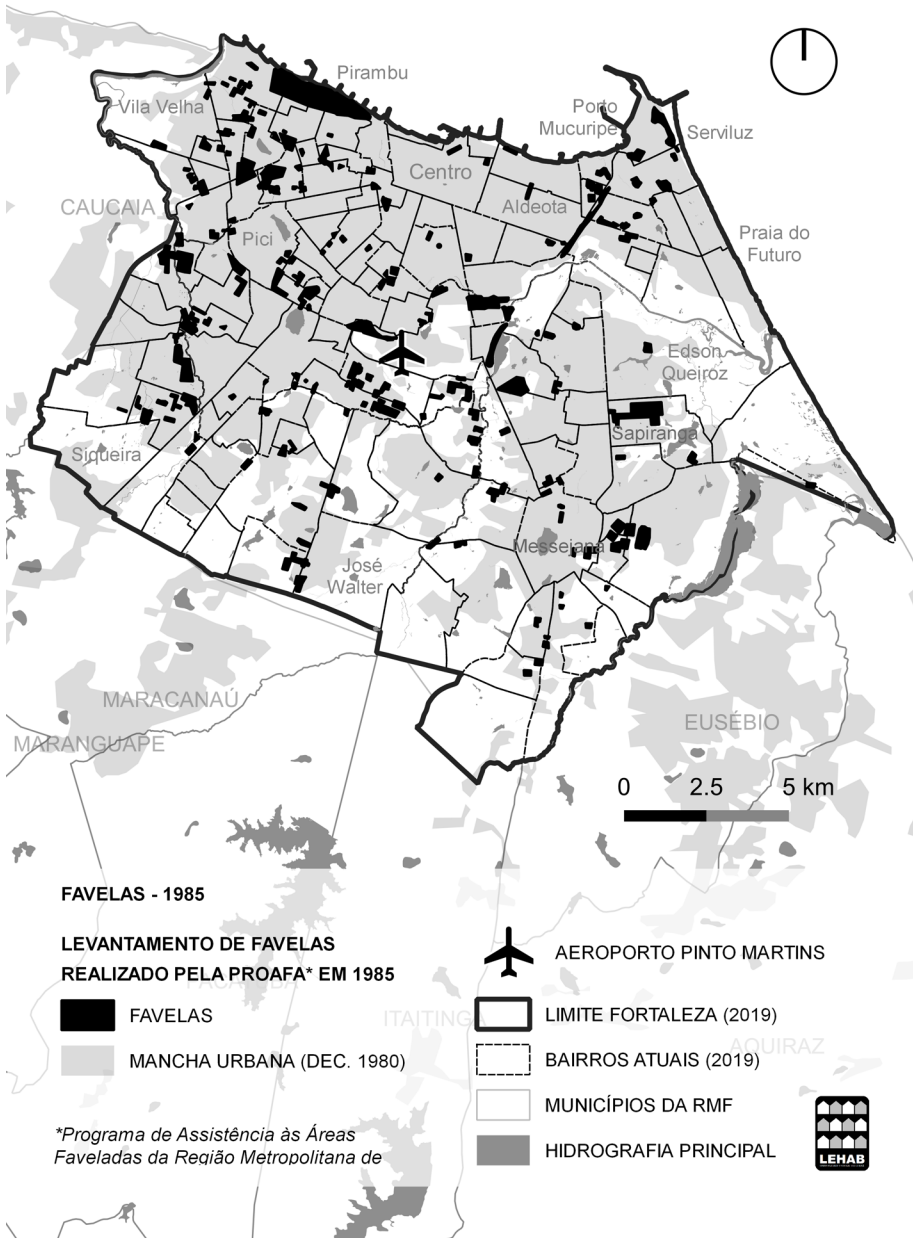 Pirambu
Vila Velha
Porto
Mucuripe
Serviluz
Centro
CAUCAIA
Aldeota
Pici
Praia do
Futuro
Edson
Queiroz
Sapiranga
Siqueira
Messejana
José
Walter
MARACANAÚ
MARANGUAPE
EUSÉBIO
0 2.5 5 km
FAVELAS - 1985
LEVANTAMENTO DE FAVELAS
REALIZADO PELA PROAFA* EM 1985
PACATUBA
FAVELAS
ITAITINGA
MANCHA URBANA (DEC. 1980)
*Programa de Assistência às Áreas
Faveladas da Região Metropolitana de
AEROPORTO PINTO MARTINS
LIMITE FORTALEZA (2019)
AQUIRAZ
BAIRROS ATUAIS (2019)
MUNICÍPIOS DA RMF
HIDROGRAFIA PRINCIPAL
LEHAB